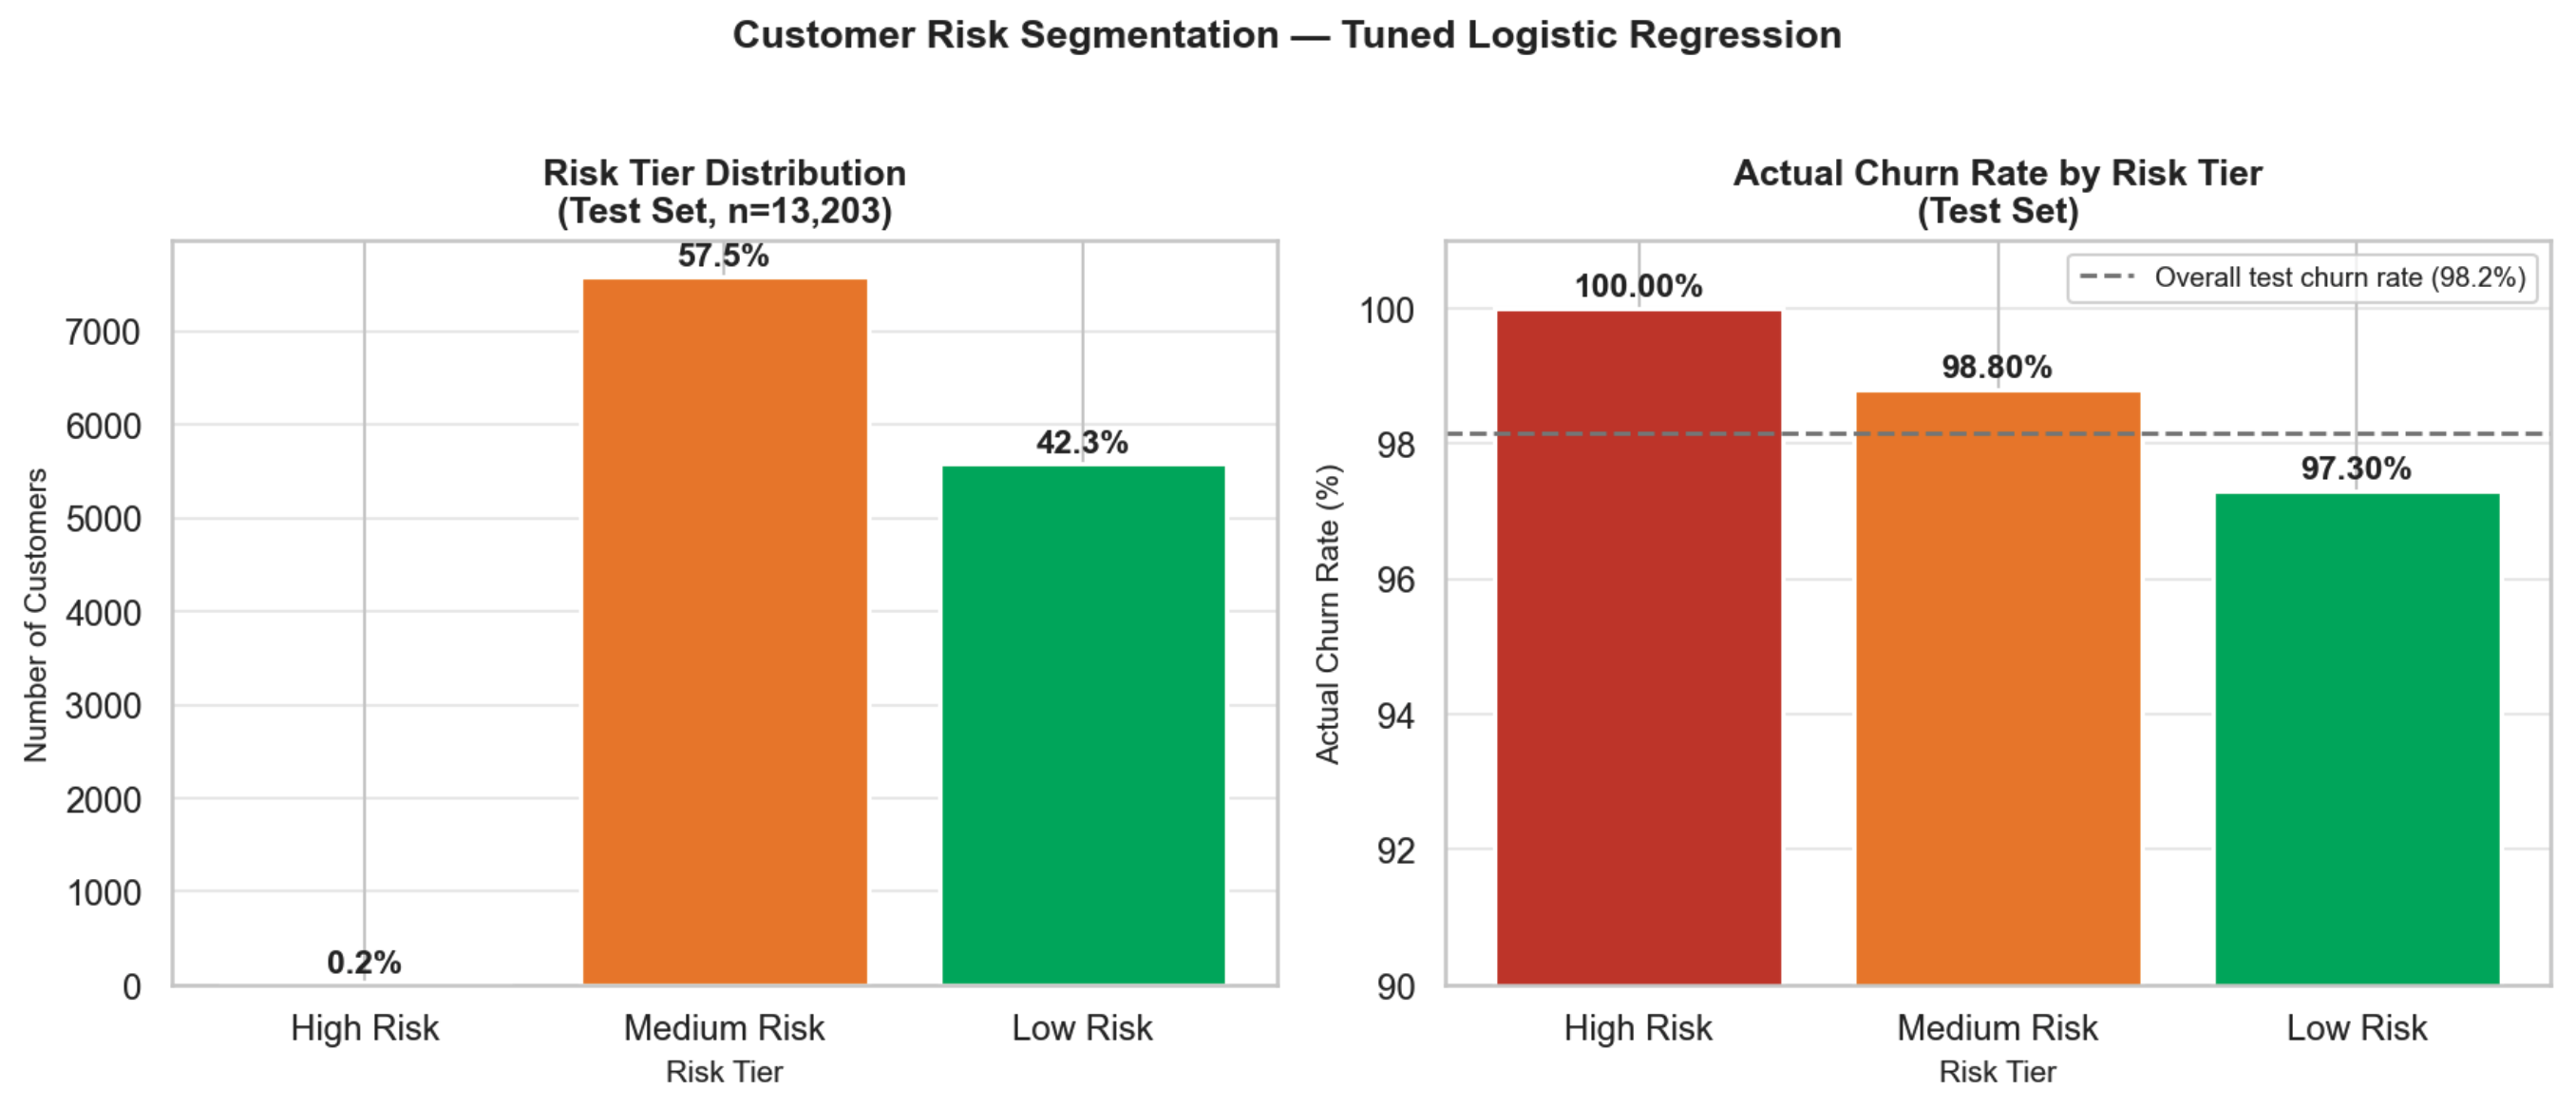 Customer Risk Segmentation — Tuned Logistic Regression
Risk Tier Distribution
(Test Set, n=13,203)
Number of Customers
7000
6000
5000
4000
3000
2000
1000
0
57.5%
42.3%
0.2%
High Risk
Medium Risk
Low Risk
Risk Tier
Actual Churn Rate by Risk Tier
(Test Set)
Overall test churn rate (98.2%)
Actual Churn Rate (%)
100
98
96
94
92
90
100.00%
98.80%
97.30%
High Risk
Medium Risk
Low Risk
Risk Tier